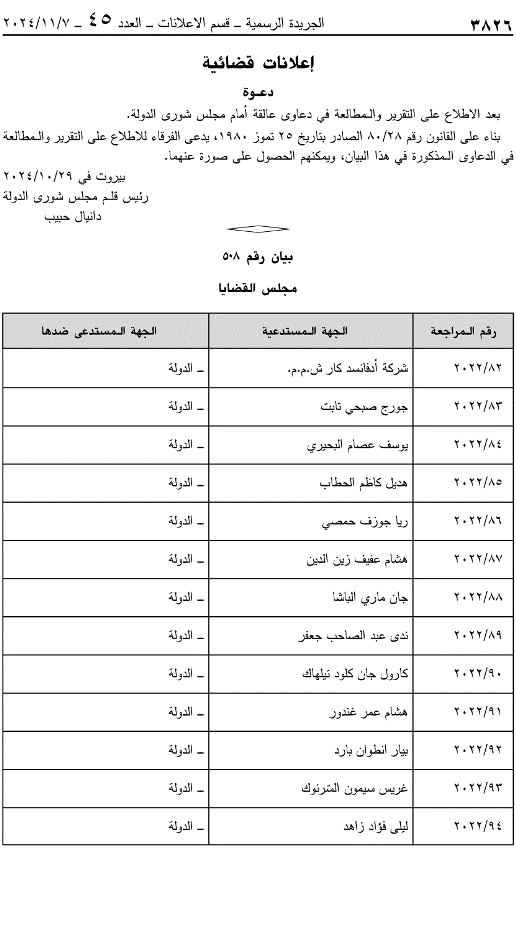 ٣٨٢٦ الجريدة الرسمية – قسم الاعلانات – العدد ٤٥ – ٢٠٢٤/١١/٧
إعلانات قضائية
دعـوة
بعد الاطلاع على التقرير والمطالعة في دعاوى عالقة أمام مجلس شورى الدولة.
بناء على القانون رقم ٨٠/٢٨ الصادر بتاريخ ٢٥ تموز ١٩٨٠، يدعى الفرقاء للاطلاع على التقرير والمطالعة
في الدعاوى المذكورة في هذا البيان، ويمكنهم الحصول على صورة عنهما.
بيروت في ٢٠٢٤/١٠/٢٩
رئيس قلم مجلس شورى الدولة
دانيال حبيب
بيان رقم ٥٠٨
مجلس القضايا
رقم المراجعة الجهة المستدعية الجهة المستدعى ضدها
٢٠٢٢/٨٢ شركة أدفانسد كار ش.م.م. – الدولة
٢٠٢٢/٨٣ جورج صبحي تابت – الدولة
٢٠٢٢/٨٤ يوسف عصام البحيري – الدولة
٢٠٢٢/٨٥ هديل كاظم الحطاب – الدولة
٢٠٢٢/٨٦ ريا جوزف حمصي – الدولة
٢٠٢٢/٨٧ هشام عفيف زين الدين – الدولة
٢٠٢٢/٨٨ جان ماري الباشا – الدولة
٢٠٢٢/٨٩ ندى عبد الصاحب جعفر – الدولة
٢٠٢٢/٩٠ كارول جان كلود تيلهاك – الدولة
٢٠٢٢/٩١ هشام عمر غندور – الدولة
٢٠٢٢/٩٢ بيار انطوان بارد – الدولة
٢٠٢٢/٩٣ غريس سيمون الشرنوك – الدولة
٢٠٢٢/٩٤ ليلى فؤاد زاهد – الدولة